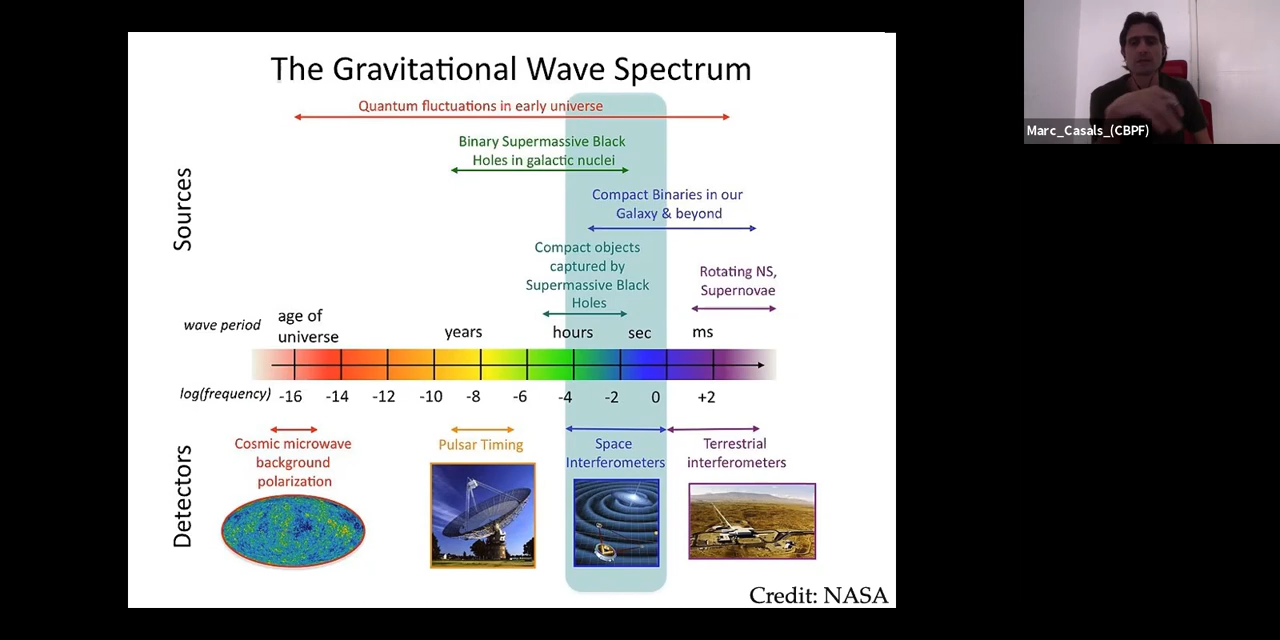 The Gravitational Wave Spectrum
Quantum fluctuations in early universe
Binary Supermassive Black
Holes in galactic nuclei
Compact Binaries in our
Galaxy & beyond
Compact objects
captured by
Supermassive Black
Holes
Rotating NS,
Supernovae
Sources
wave period
age of
universe
years
hours
sec
ms
log(frequency)
-16 -14 -12 -10 -8 -6 -4 -2 0 +2
Detectors
Cosmic microwave
background
polarization
Pulsar Timing
Space
Interferometers
Terrestrial
interferometers
Credit: NASA
Marc_Casals_(CBPF)